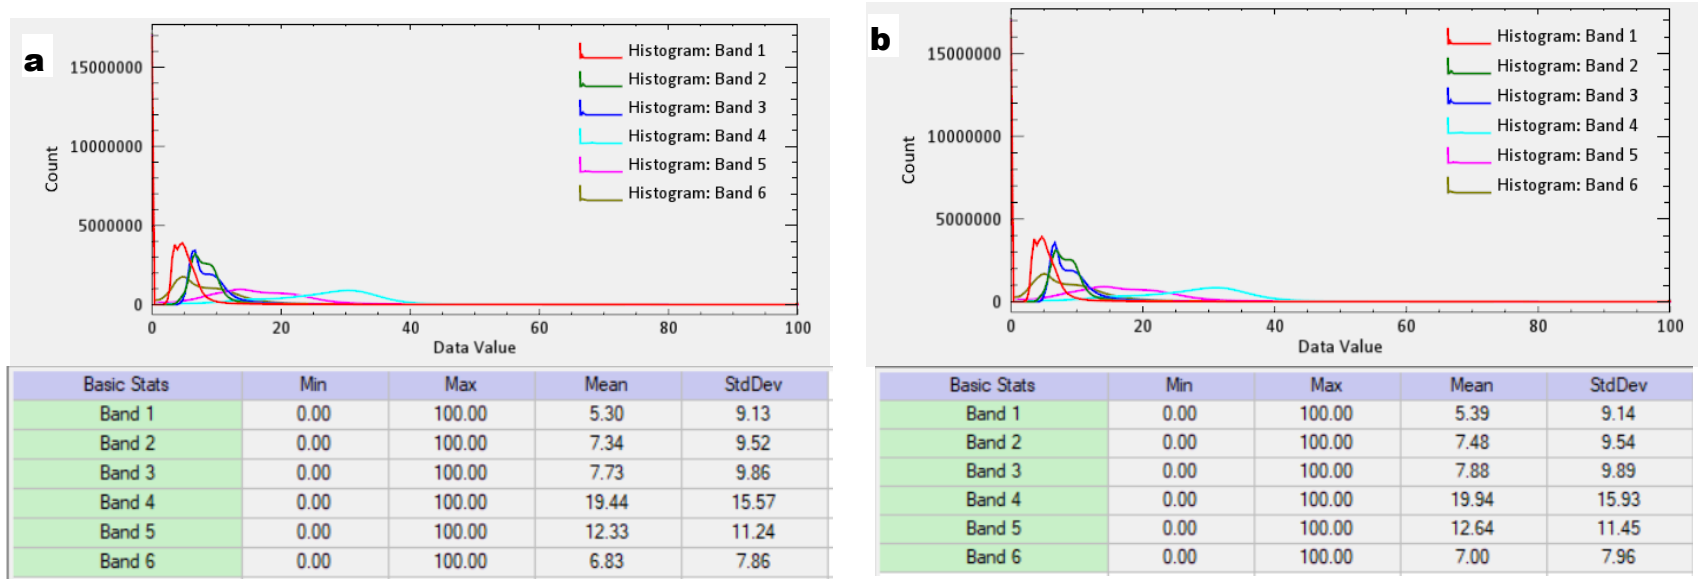 a
15000000
10000000
5000000
0
Count
0 20 40 60 80 100
Data Value
Histogram: Band 1
Histogram: Band 2
Histogram: Band 3
Histogram: Band 4
Histogram: Band 5
Histogram: Band 6
Basic Stats Min Max Mean StdDev
Band 1 0.00 100.00 5.30 9.13
Band 2 0.00 100.00 7.34 9.52
Band 3 0.00 100.00 7.73 9.86
Band 4 0.00 100.00 19.44 15.57
Band 5 0.00 100.00 12.33 11.24
Band 6 0.00 100.00 6.83 7.86
b
15000000
10000000
5000000
0
Count
0 20 40 60 80 100
Data Value
Histogram: Band 1
Histogram: Band 2
Histogram: Band 3
Histogram: Band 4
Histogram: Band 5
Histogram: Band 6
Basic Stats Min Max Mean StdDev
Band 1 0.00 100.00 5.39 9.14
Band 2 0.00 100.00 7.48 9.54
Band 3 0.00 100.00 7.88 9.89
Band 4 0.00 100.00 19.94 15.93
Band 5 0.00 100.00 12.64 11.45
Band 6 0.00 100.00 7.00 7.96